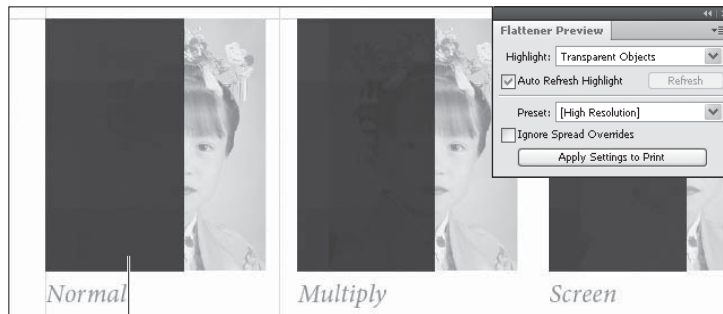 Flattener Preview
Highlight: Transparent Objects
Auto Refresh Highlight Refresh
Preset: [High Resolution]
Ignore Spread Overrides
Apply Settings to Print
Normal Multiply Screen